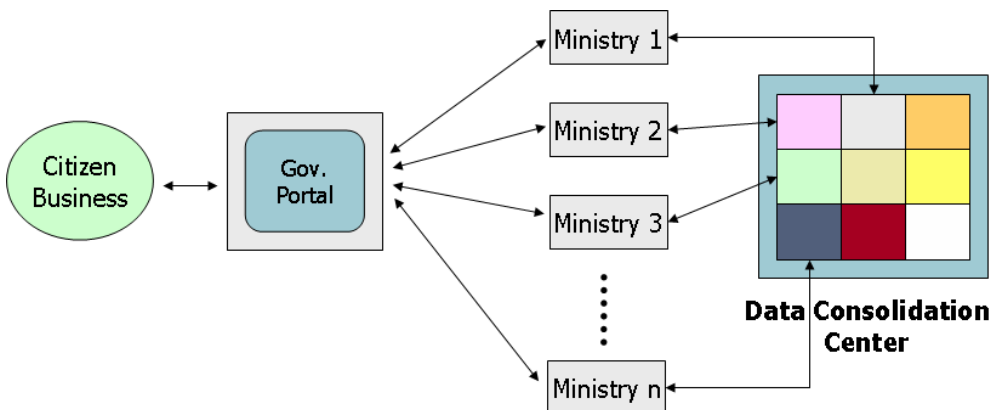 Citizen
Business
Gov.
Portal
Ministry 1
Ministry 2
Ministry 3
Ministry n
Data Consolidation
Center